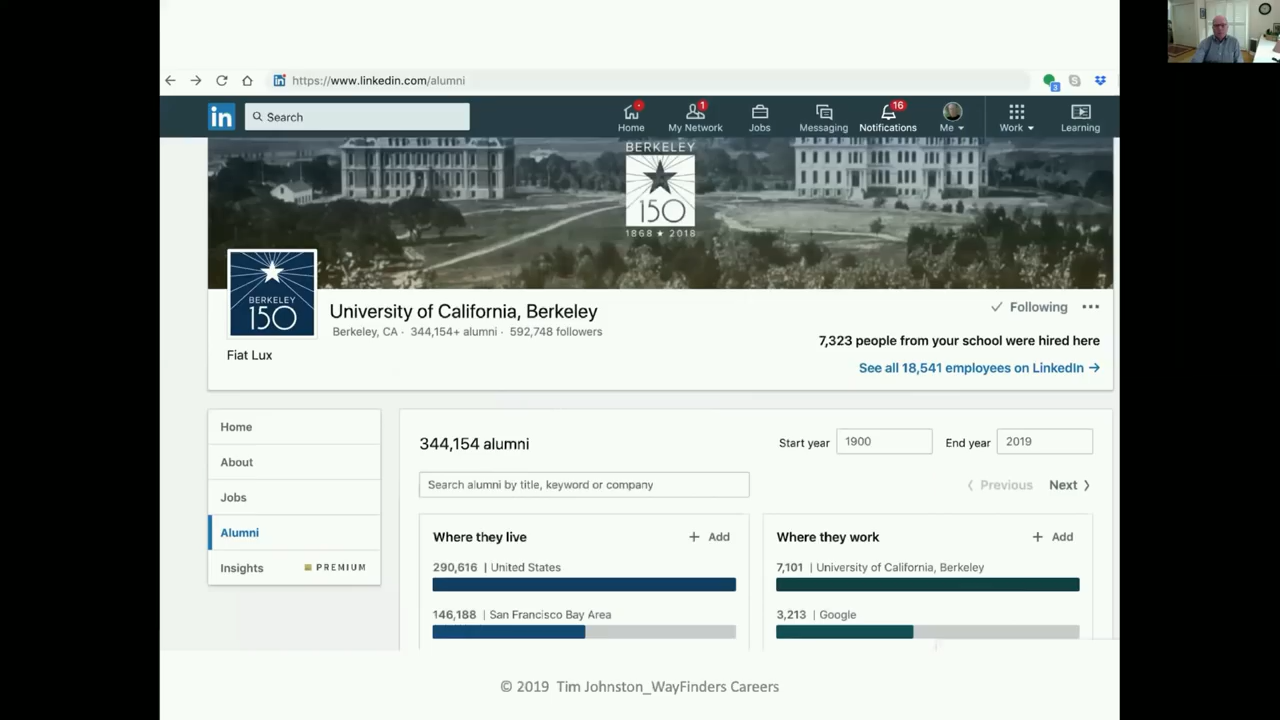 https://www.linkedin.com/alumni
3
in
Search
1
16
Home
My Network
Jobs
Messaging
Notifications
Me
Work
Learning
BERKELEY
150
1868 ★ 2018
BERKELEY
150
University of California, Berkeley
Following
Berkeley, CA · 344,154+ alumni · 592,748 followers
7,323 people from your school were hired here
Fiat Lux
See all 18,541 employees on LinkedIn →
Home
About
Jobs
Alumni
Insights PREMIUM
344,154 alumni
Start year 1900 End year 2019
Search alumni by title, keyword or company
Previous Next
Where they live + Add
290,616 | United States
146,188 | San Francisco Bay Area
Where they work + Add
7,101 | University of California, Berkeley
3,213 | Google
© 2019 Tim Johnston_WayFinders Careers